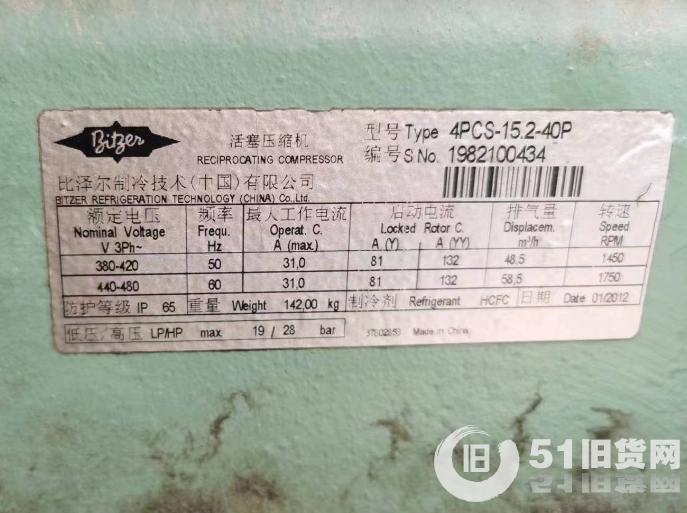 Bitzer
活塞压缩机
RECIPROCATING COMPRESSOR
型号 Type 4PCS-15.2-40P
编号 S No. 1982100434
比泽尔制冷技术(中国)有限公司
BITZER REFRIGERATION TECHNOLOGY (CHINA) Co., Ltd.
额定电压 频率 最大工作电流 启动电流 排气量 转速
Nominal Voltage Frequ. Operat. C. Locked Rotor C. Displacem. Speed
V 3Ph~ Hz A (max.) A (Y) A (YY) m³/h RPM
380-420 50 31,0 81 132 48,5 1450
440-480 60 31,0 81 132 58,5 1750
防护等级 IP 65 重量 Weight 142,00 kg 制冷剂 Refrigerant HCFC 日期 Date 01/2012
低压/高压 LP/HP max. 19 / 28 bar 37802853 Made in China
旧 51旧货网